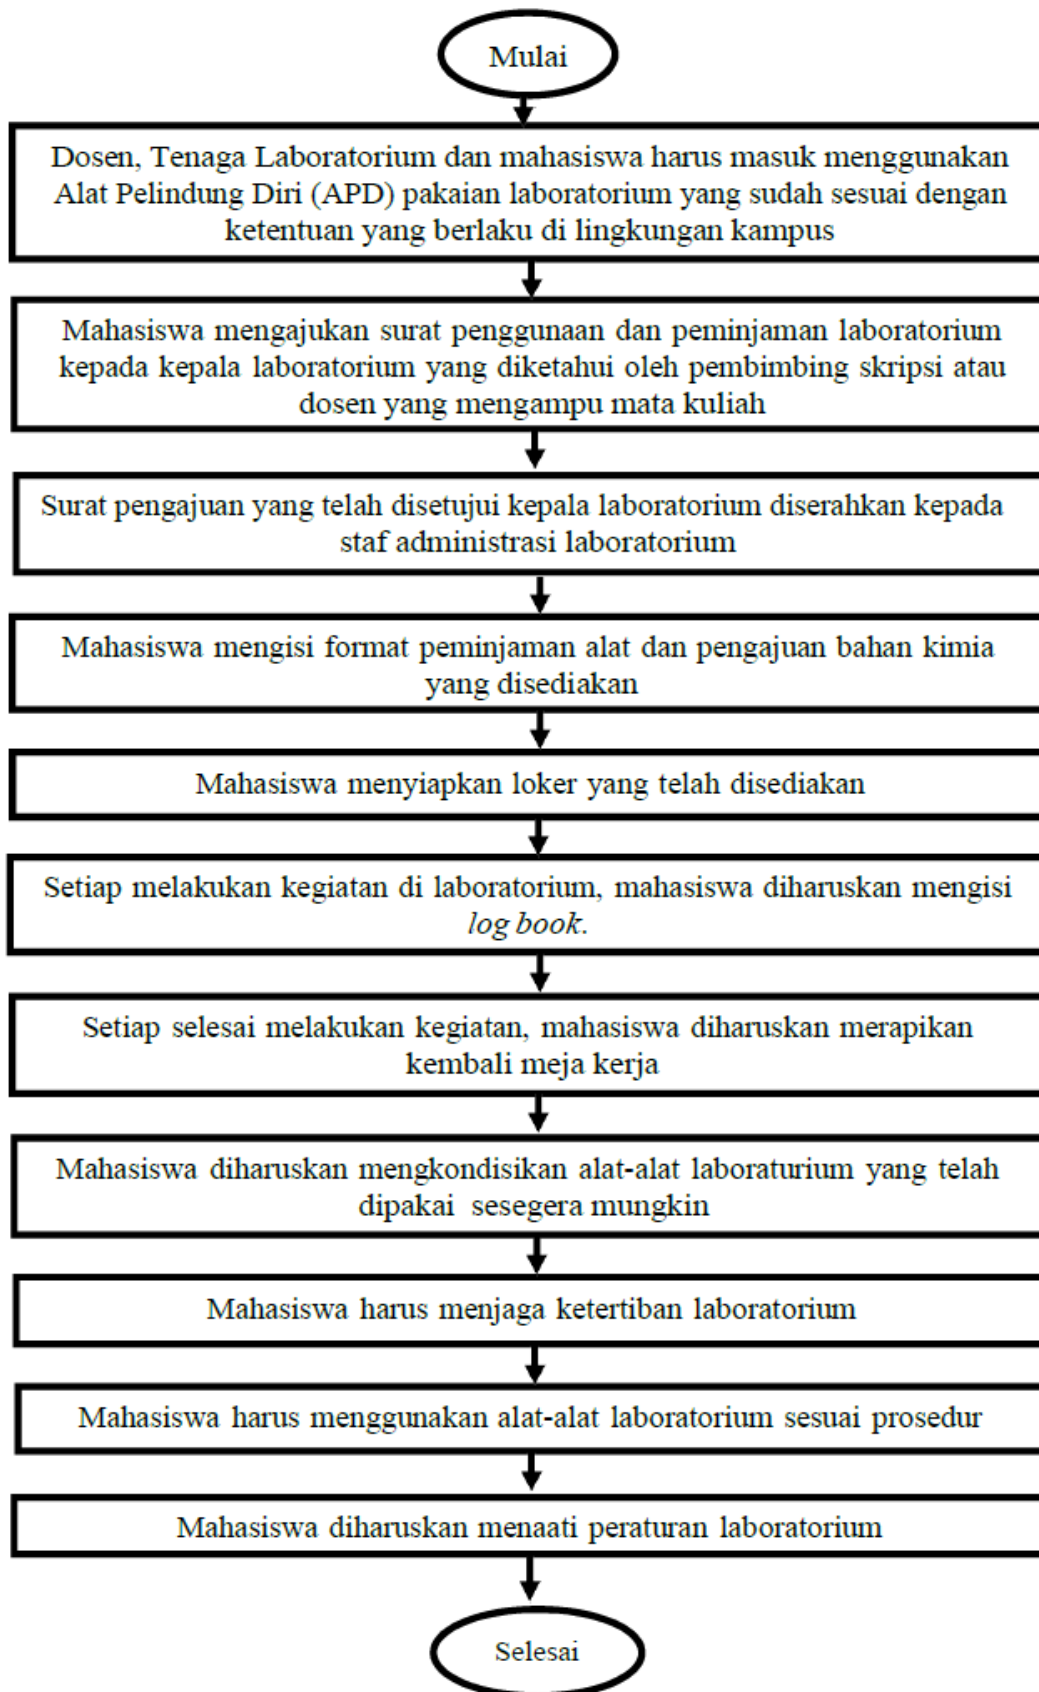 Mulai
Dosen, Tenaga Laboratorium dan mahasiswa harus masuk menggunakan
Alat Pelindung Diri (APD) pakaian laboratorium yang sudah sesuai dengan
ketentuan yang berlaku di lingkungan kampus
Mahasiswa mengajukan surat penggunaan dan peminjaman laboratorium
kepada kepala laboratorium yang diketahui oleh pembimbing skripsi atau
dosen yang mengampu mata kuliah
Surat pengajuan yang telah disetujui kepala laboratorium diserahkan kepada
staf administrasi laboratorium
Mahasiswa mengisi format peminjaman alat dan pengajuan bahan kimia
yang disediakan
Mahasiswa menyiapkan loker yang telah disediakan
Setiap melakukan kegiatan di laboratorium, mahasiswa diharuskan mengisi
log book.
Setiap selesai melakukan kegiatan, mahasiswa diharuskan merapikan
kembali meja kerja
Mahasiswa diharuskan mengkondisikan alat-alat laboraturium yang telah
dipakai sesegera mungkin
Mahasiswa harus menjaga ketertiban laboratorium
Mahasiswa harus menggunakan alat-alat laboratorium sesuai prosedur
Mahasiswa diharuskan menaati peraturan laboratorium
Selesai